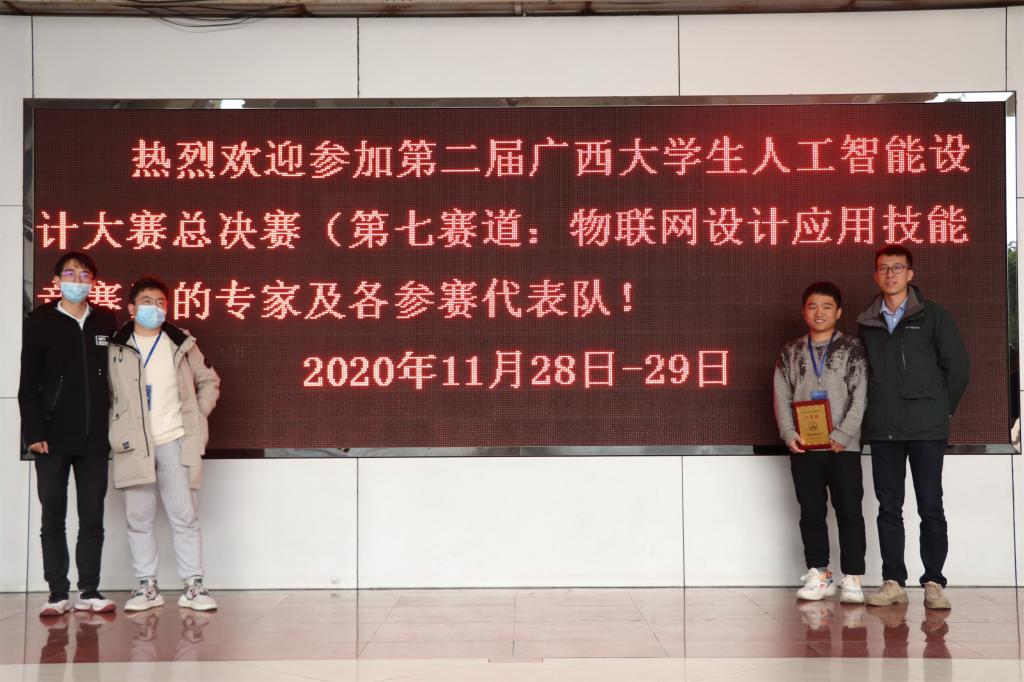 热烈欢迎参加第二届广西大学生人工智能设
计大赛总决赛（第七赛道：物联网设计应用技能
赛 的专家及各参赛代表队！
2020年11月28日-29日